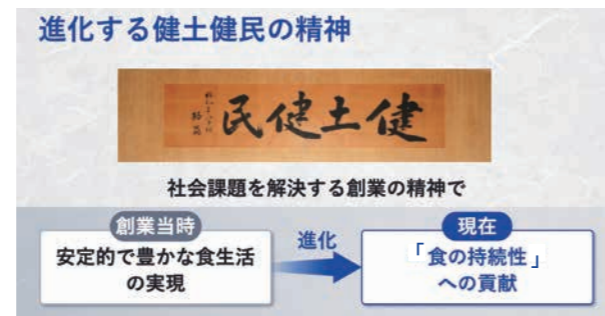 進化する健土健民の精神
民健土健
社会課題を解決する創業の精神で
創業当時
安定的で豊かな食生活
の実現
進化
現在
「食の持続性」
への貢献